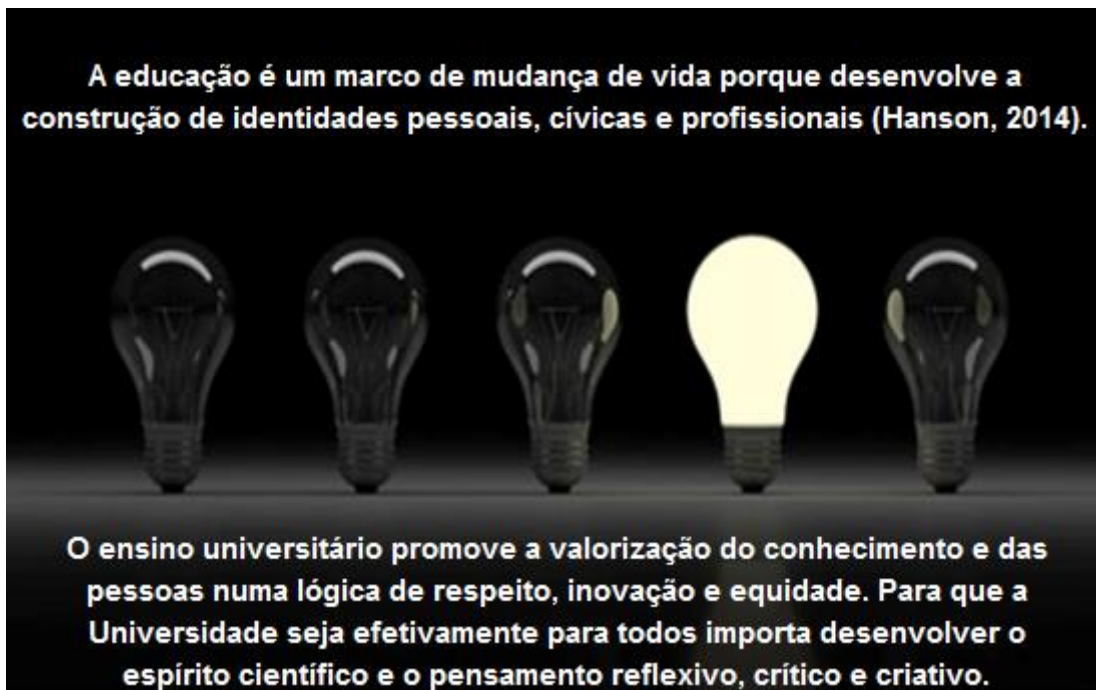 A educação é um marco de mudança de vida porque desenvolve a
construção de identidades pessoais, cívicas e profissionais (Hanson, 2014).
O ensino universitário promove a valorização do conhecimento e das
pessoas numa lógica de respeito, inovação e equidade. Para que a
Universidade seja efetivamente para todos importa desenvolver o
espírito científico e o pensamento reflexivo, crítico e criativo.